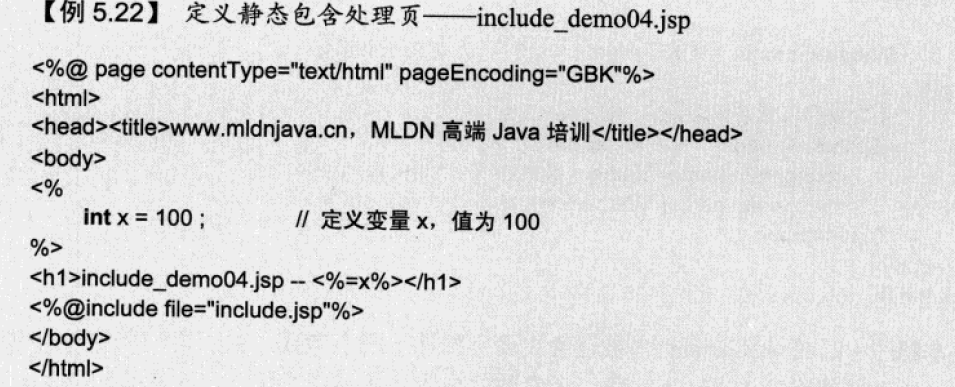 【例 5.22】 定义静态包含处理页——include_demo04.jsp
<%@ page contentType="text/html" pageEncoding="GBK"%>
<html>
<head><title>www.mldnjava.cn，MLDN 高端 Java 培训</title></head>
<body>
<%
int x = 100 ; // 定义变量 x，值为 100
%>
<h1>include_demo04.jsp -- <%=x%></h1>
<%@include file="include.jsp"%>
</body>
</html>